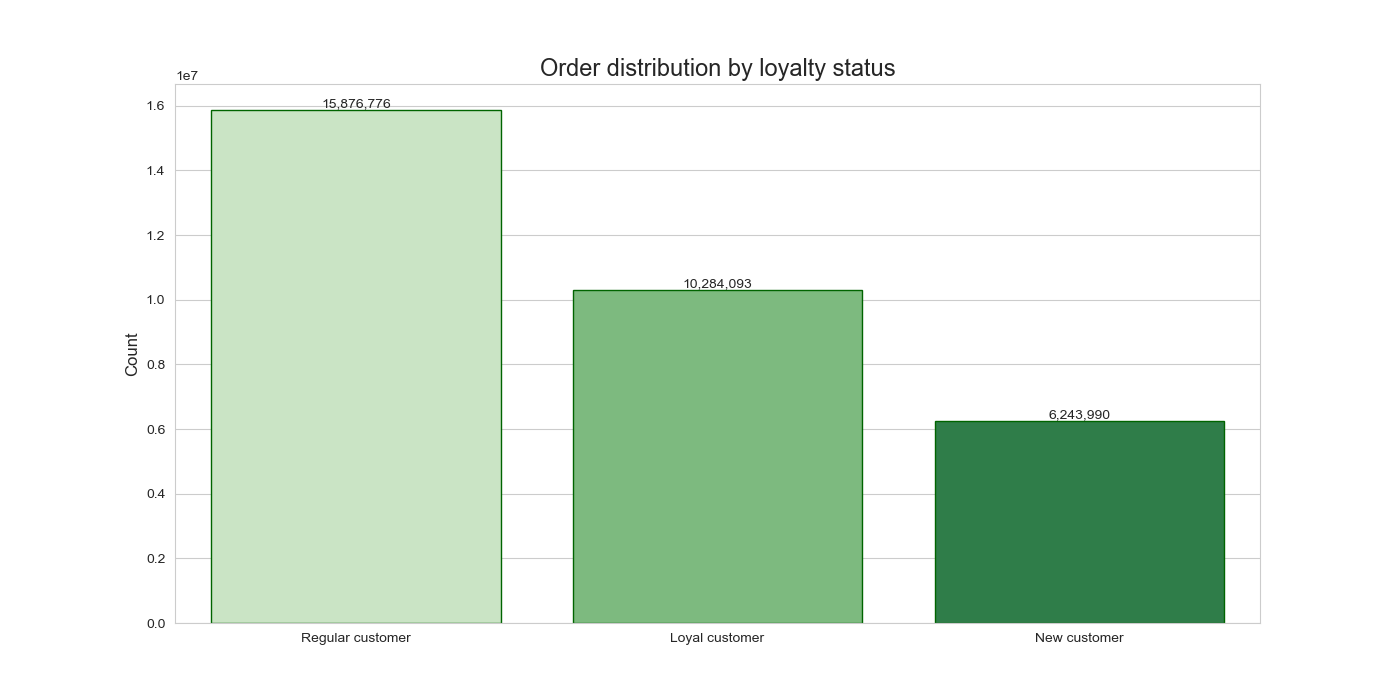 Order distribution by loyalty status
1e7
1.6
1.4
1.2
1.0
0.8
0.6
0.4
0.2
0.0
Count
15,876,776
10,284,093
6,243,990
Regular customer
Loyal customer
New customer